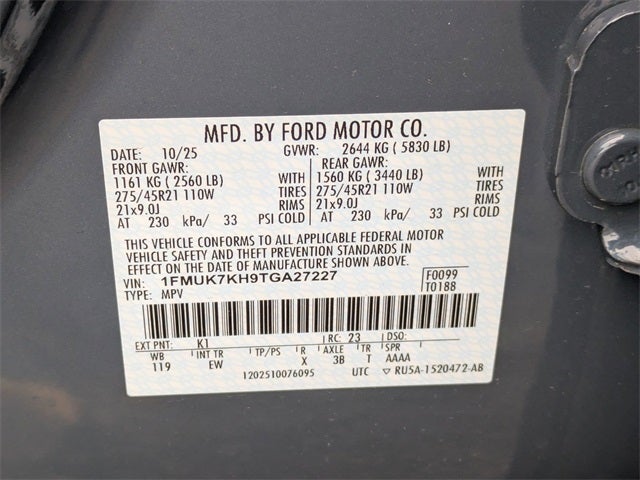 MFD. BY FORD MOTOR CO.
DATE: 10/25 GVWR: 2644 KG ( 5830 LB)
FRONT GAWR: REAR GAWR:
1161 KG ( 2560 LB) WITH 1560 KG ( 3440 LB) WITH
275/45R21 110W TIRES 275/45R21 110W TIRES
21x9.0J RIMS 21x9.0J RIMS
AT 230 kPa/ 33 PSI COLD AT 230 kPa/ 33 PSI COLD
THIS VEHICLE CONFORMS TO ALL APPLICABLE FEDERAL MOTOR
VEHICLE SAFETY AND THEFT PREVENTION STANDARDS IN
EFFECT ON THE DATE OF MANUFACTURE SHOWN ABOVE.
VIN: 1FMUK7KH9TGA27227 F0099
TYPE: MPV T0188
EXT PNT: K1 RC: 23 DSO:
WB INT TR TP/PS R AXLE TR SPR
119 EW X 3B T AAAA
1202510076095 UTC ▽ RU5A-1520472-AB